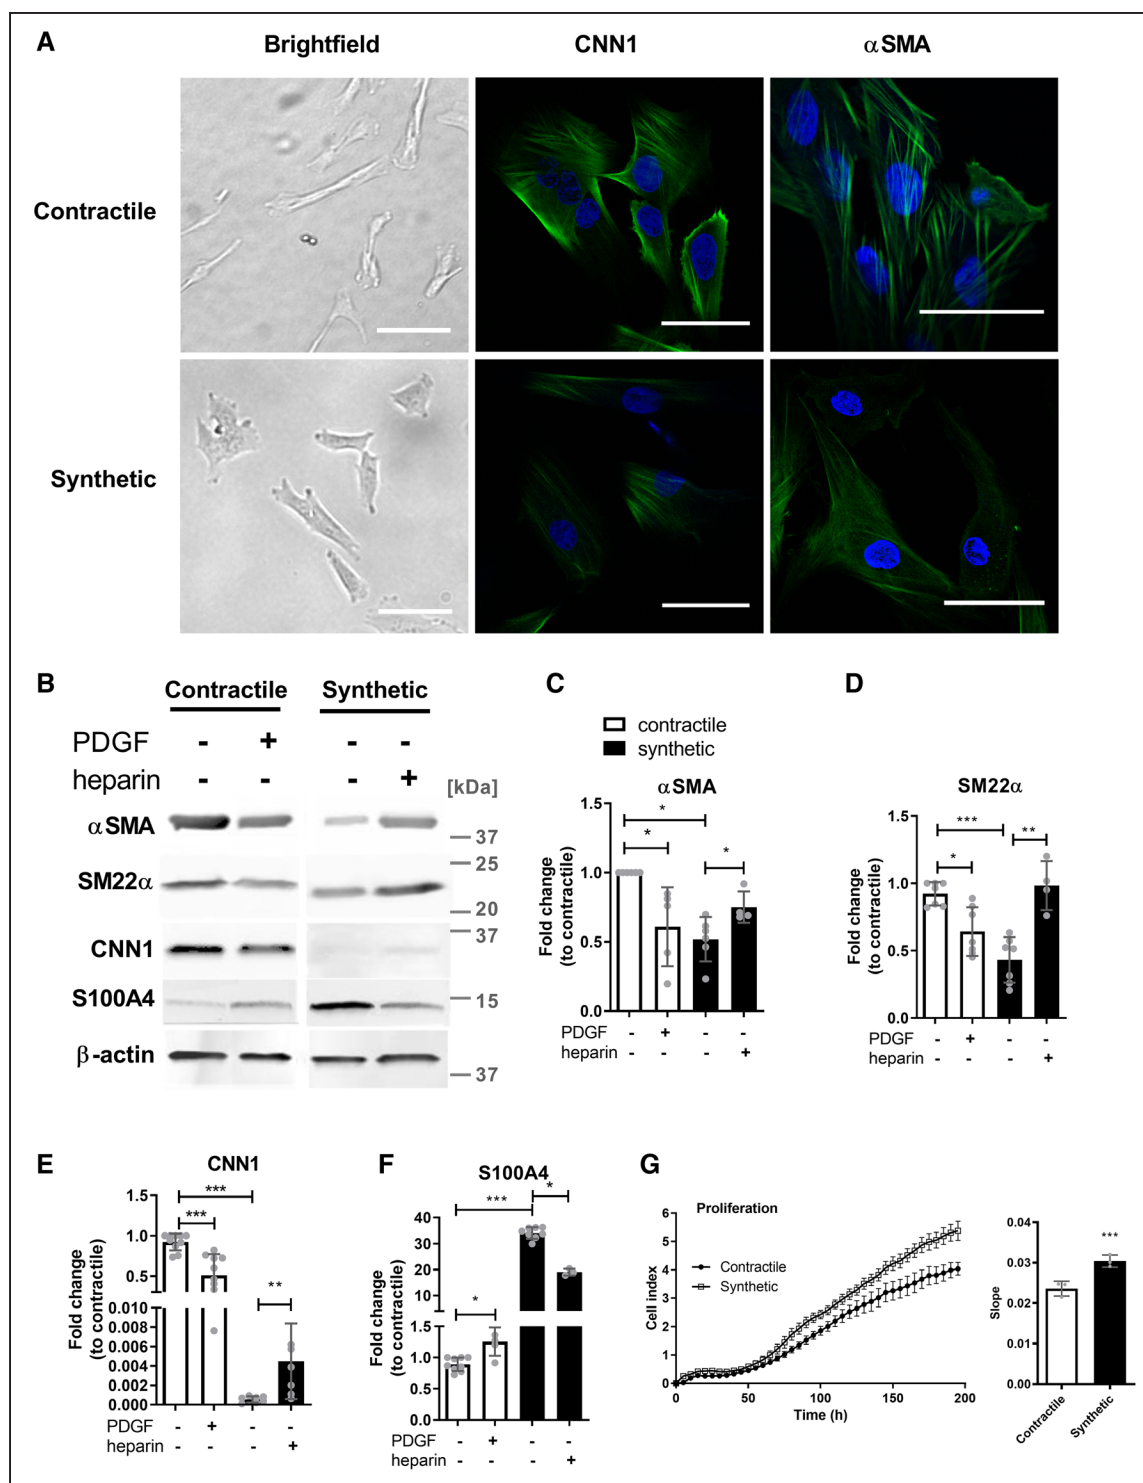 A
Brightfield
CNN1
αSMA
Contractile
Synthetic
B
Contractile
Synthetic
PDGF - + - -
heparin - - - +
[kDa]
αSMA
37
25
SM22α
20
37
CNN1
S100A4
15
β-actin
37
C
contractile
synthetic
αSMA
Fold change
(to contractile)
1.5
1.0
0.5
0.0
*
*
*
PDGF - + - -
heparin - - - +
D
SM22α
Fold change
(to contractile)
1.5
1.0
0.5
0.0
***
**
*
PDGF - + - -
heparin - - - +
E
CNN1
Fold change
(to contractile)
1.5
1.0
0.5
0.010
0.008
0.006
0.004
0.002
0.000
***
***
**
PDGF - + - -
heparin - - - +
F
S100A4
Fold change
(to contractile)
40
30
20
10
1.5
1.0
0.5
0.0
***
*
*
PDGF - + - -
heparin - - - +
G
Proliferation
Contractile
Synthetic
Cell index
6
5
4
3
2
1
0
0 50 100 150 200
Time (h)
Slope
0.04
0.03
0.02
0.01
0.00
***
Contractile
Synthetic